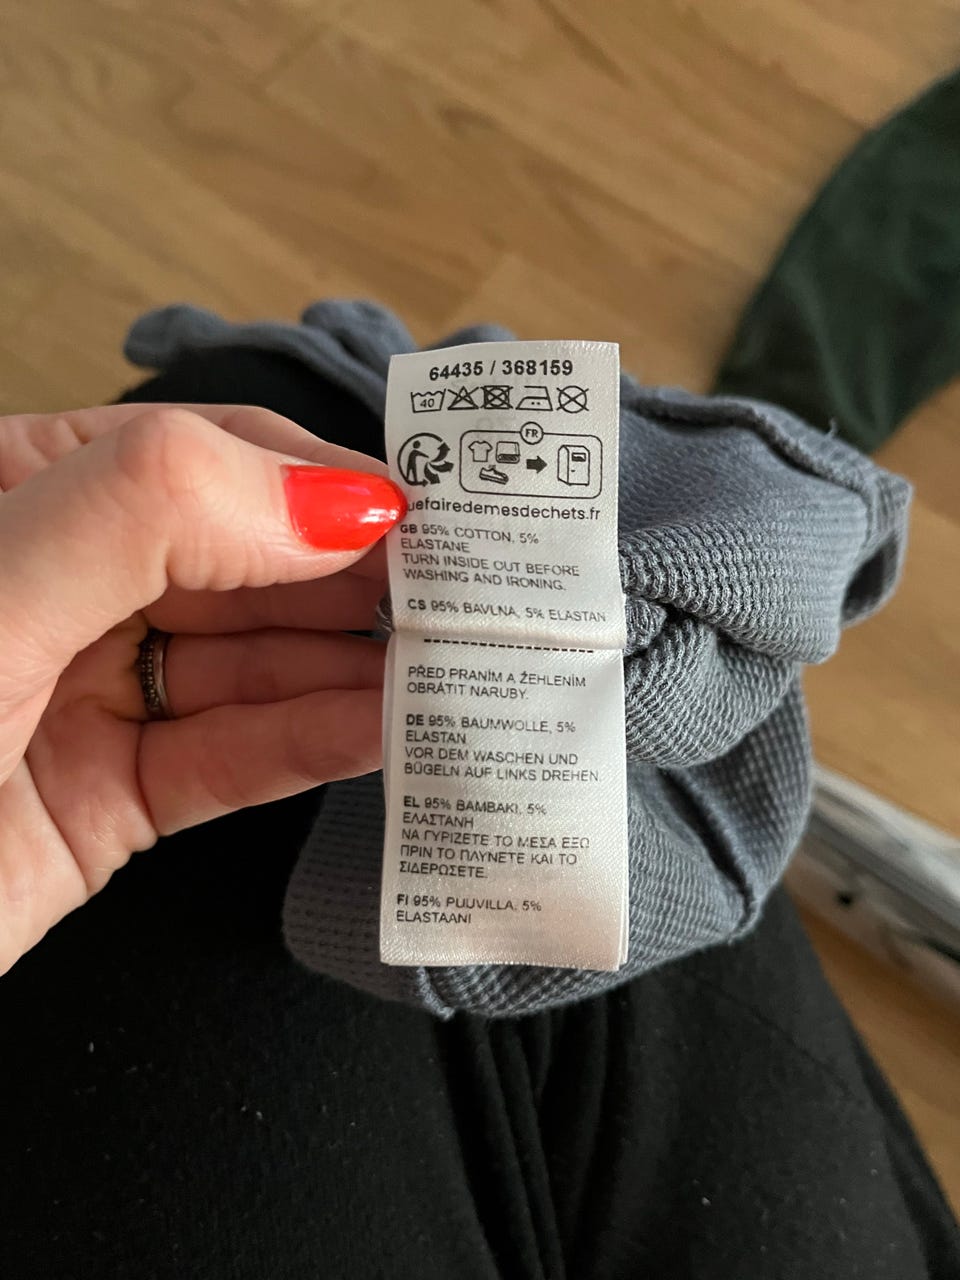 64435 / 368159
40
FR
uefairedemesdechets.fr
GB 95% COTTON, 5%
ELASTANE
TURN INSIDE OUT BEFORE
WASHING AND IRONING.
CS 95% BAVLNA, 5% ELASTAN
PŘED PRANÍM A ŽEHLENÍM
OBRÁTIT NARUBY.
DE 95% BAUMWOLLE, 5%
ELASTAN
VOR DEM WASCHEN UND
BÜGELN AUF LINKS DREHEN.
EL 95% ΒΑΜΒΑΚΙ, 5%
ΕΛΑΣΤΑΝΗ
ΝΑ ΓΥΡΙΖΕΤΕ ΤΟ ΜΕΣΑ ΕΞΩ
ΠΡΙΝ ΤΟ ΠΛΥΝΕΤΕ ΚΑΙ ΤΟ
ΣΙΔΕΡΩΣΕΤΕ.
FI 95% PUUVILLA, 5%
ELASTAANI